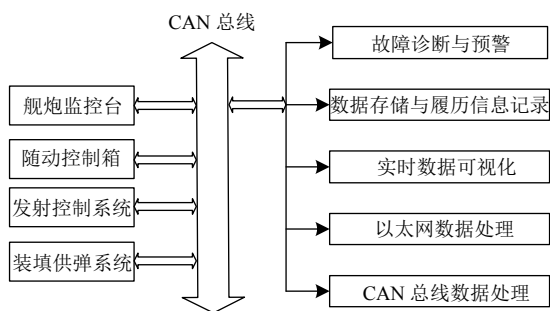 CAN 总线
舰炮监控台
随动控制箱
发射控制系统
装填供弹系统
故障诊断与预警
数据存储与履历信息记录
实时数据可视化
以太网数据处理
CAN 总线数据处理